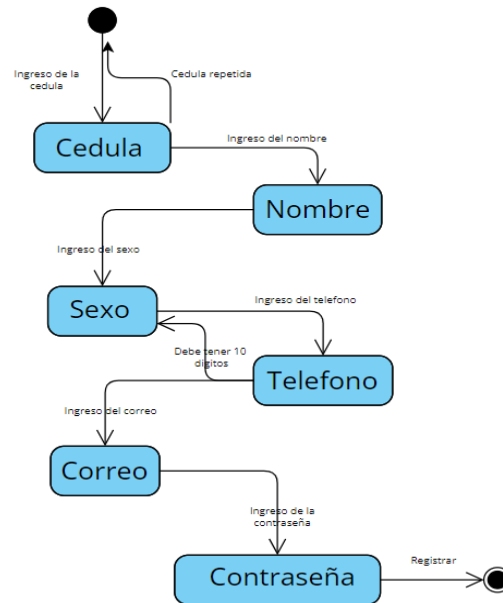 Ingreso de la
cedula
Cedula repetida
Cedula
Ingreso del nombre
Nombre
Ingreso del sexo
Sexo
Ingreso del telefono
Debe tener 10
digitos
Telefono
Ingreso del correo
Correo
Ingreso de la
contraseña
Contraseña
Registrar